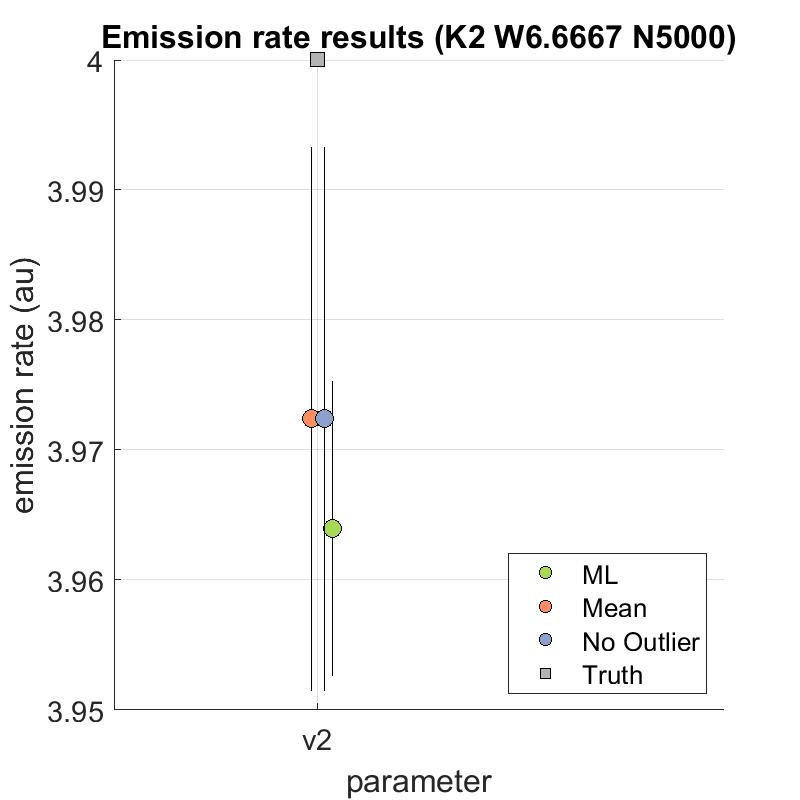 Emission rate results (K2 W6.6667 N5000)
4
3.99
3.98
3.97
3.96
3.95
emission rate (au)
v2
parameter
ML
Mean
No Outlier
Truth